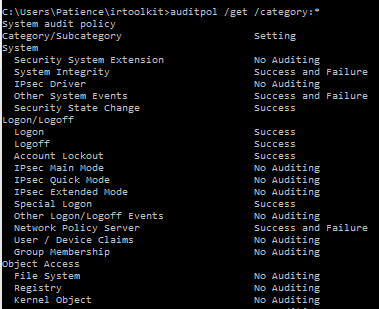 C:\Users\Patience\irtoolkit>auditpol /get /category:*
System audit policy
Category/Subcategory                      Setting
System
  Security System Extension               No Auditing
  System Integrity                        Success and Failure
  IPsec Driver                            No Auditing
  Other System Events                     Success and Failure
  Security State Change                   Success
Logon/Logoff
  Logon                                   Success
  Logoff                                  Success
  Account Lockout                         Success
  IPsec Main Mode                         No Auditing
  IPsec Quick Mode                        No Auditing
  IPsec Extended Mode                     No Auditing
  Special Logon                           Success
  Other Logon/Logoff Events               No Auditing
  Network Policy Server                   Success and Failure
  User / Device Claims                    No Auditing
  Group Membership                        No Auditing
Object Access
  File System                             No Auditing
  Registry                                No Auditing
  Kernel Object                           No Auditing